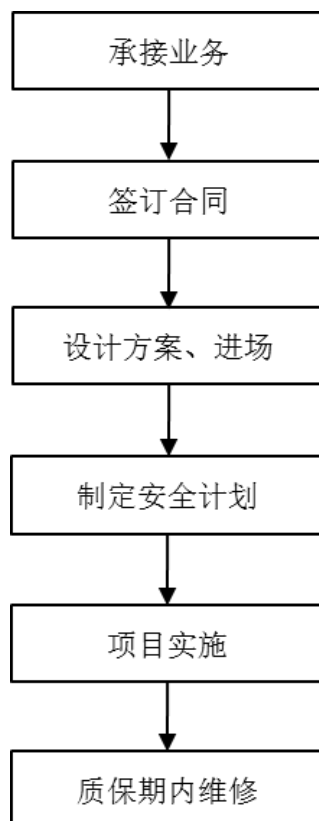 承接业务
签订合同
设计方案、进场
制定安全计划
项目实施
质保期内维修